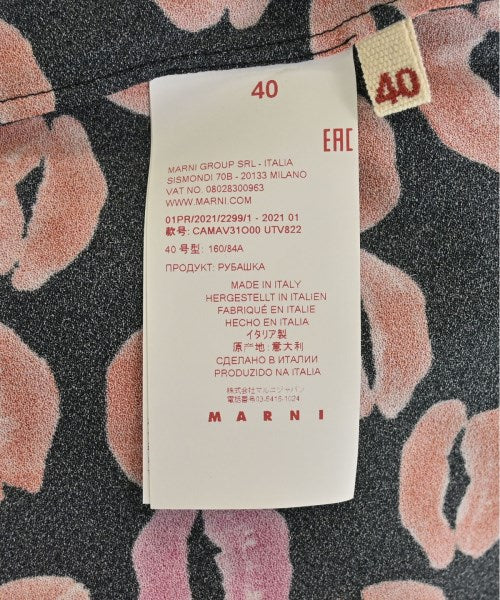 40
40
EAC
MARNI GROUP SRL - ITALIA
SISMONDI 70B - 20133 MILANO
VAT NO. 08028300963
WWW.MARNI.COM
01PR/2021/2299/1 - 2021 01
款号: CAMAV31O00 UTV822
40 号型: 160/84A
ПРОДУКТ: РУБАШКА
MADE IN ITALY
HERGESTELLT IN ITALIEN
FABRIQUÉ EN ITALIE
HECHO EN ITALIA
イタリア製
原产地: 意大利
СДЕЛАНО В ИТАЛИИ
PRODUZIDO NA ITALIA
株式会社マルニジャパン
電話番号03-6416-1024
MARNI